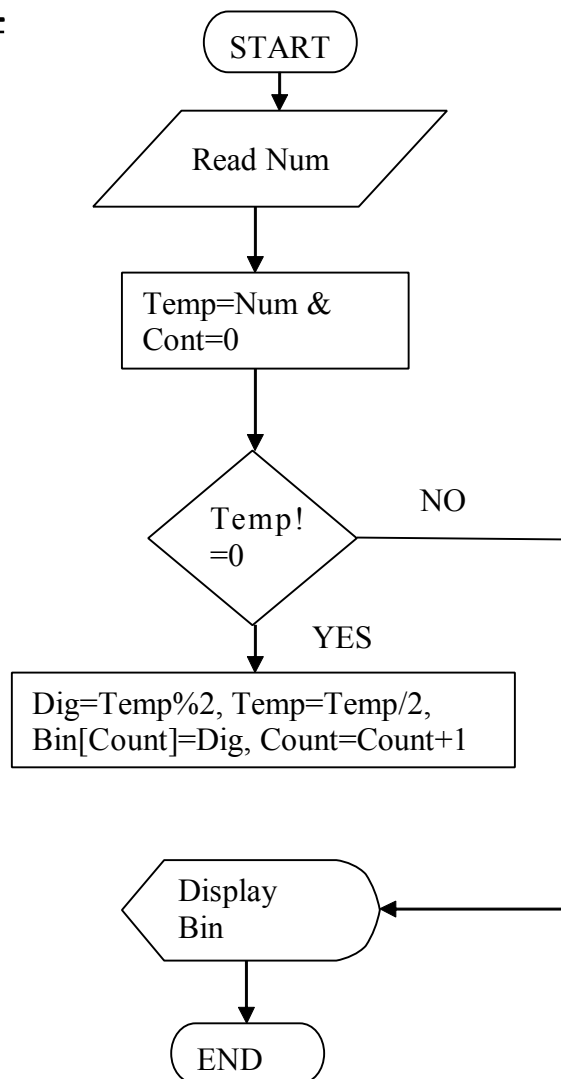 START
Read Num
Temp=Num &
Cont=0
Temp!
=0
NO
YES
Dig=Temp%2, Temp=Temp/2,
Bin[Count]=Dig, Count=Count+1
Display
Bin
END